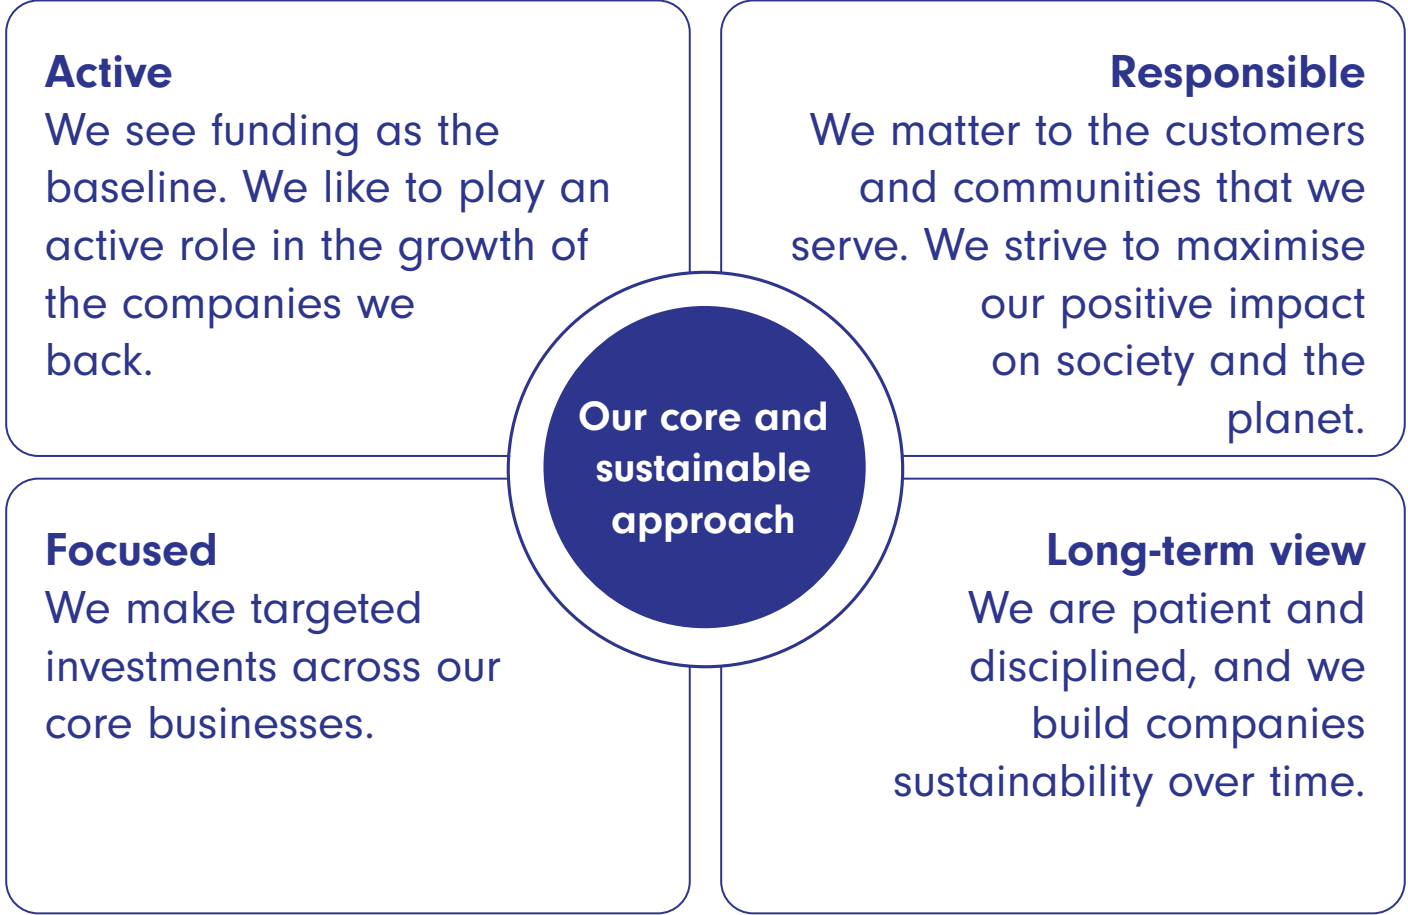 Active
We see funding as the
baseline. We like to play an
active role in the growth of
the companies we
back.
Responsible
We matter to the customers
and communities that we
serve. We strive to maximise
our positive impact
on society and the
planet.
Our core and
sustainable
approach
Focused
We make targeted
investments across our
core businesses.
Long-term view
We are patient and
disciplined, and we
build companies
sustainability over time.